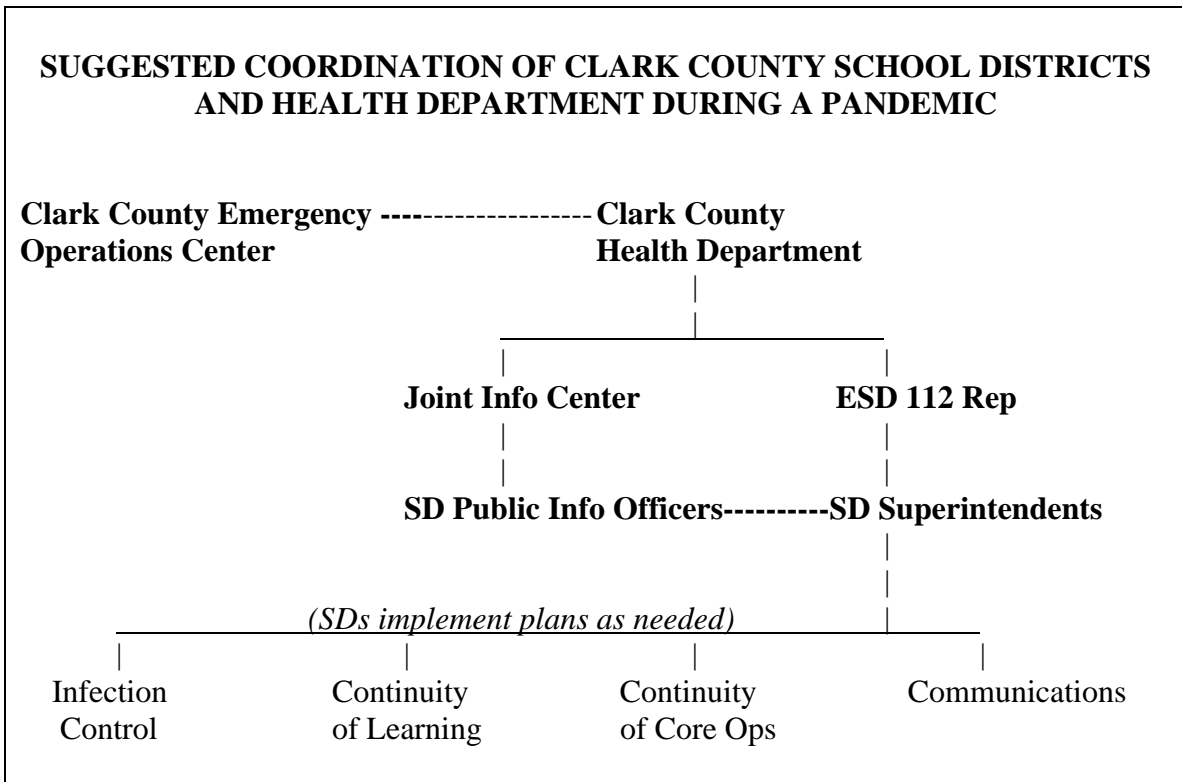 SUGGESTED COORDINATION OF CLARK COUNTY SCHOOL DISTRICTS
AND HEALTH DEPARTMENT DURING A PANDEMIC
Clark County Emergency ---------------------- Clark County
Operations Center Health Department
Joint Info Center ESD 112 Rep
SD Public Info Officers----------SD Superintendents
(SDs implement plans as needed)
Infection Continuity Continuity Communications
Control of Learning of Core Ops